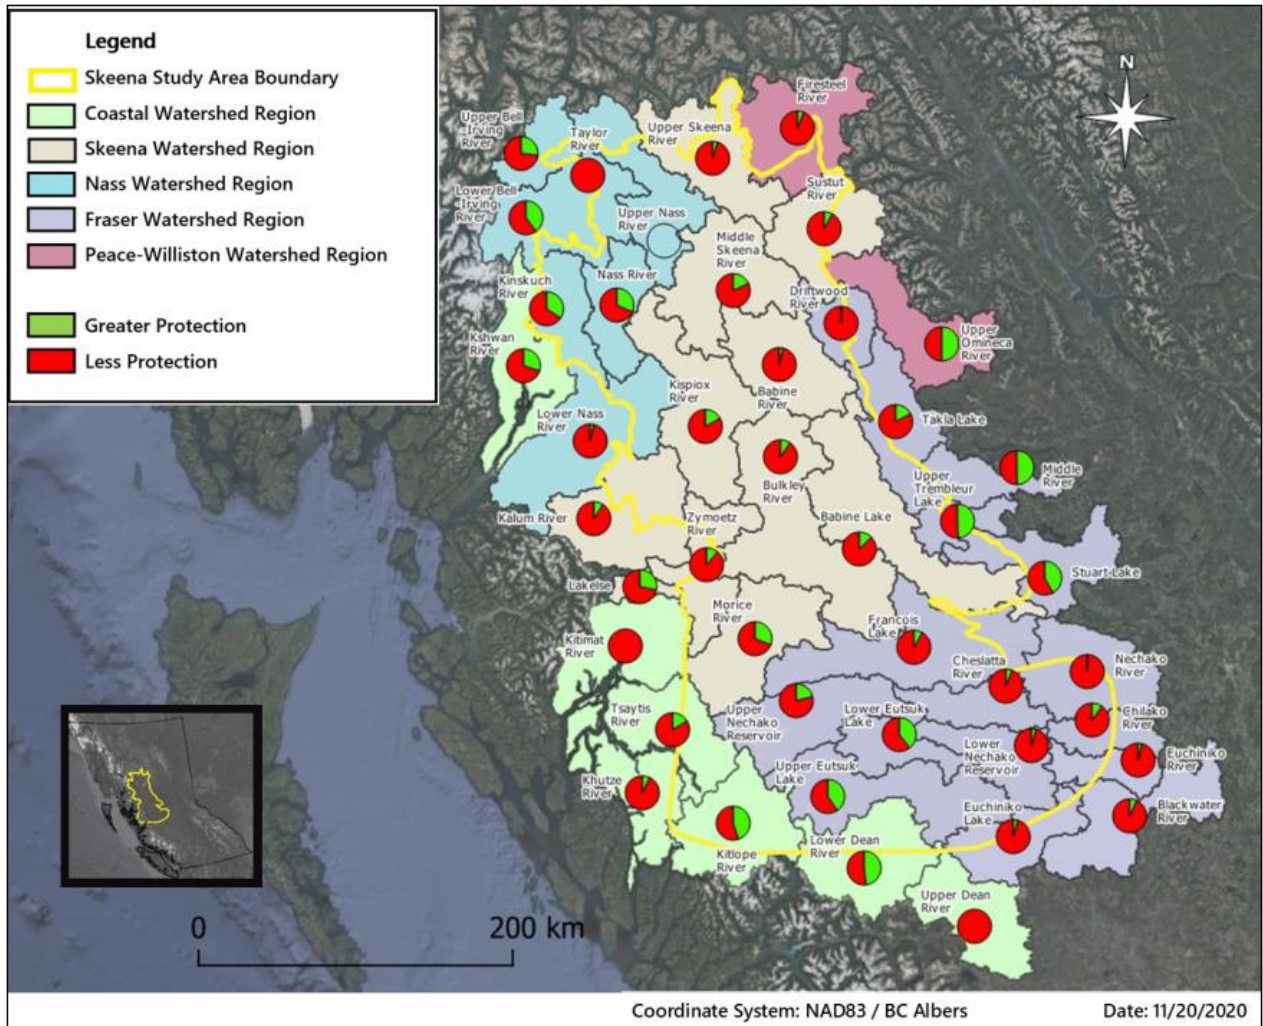 Legend
Skeena Study Area Boundary
Coastal Watershed Region
Skeena Watershed Region
Nass Watershed Region
Fraser Watershed Region
Peace-Williston Watershed Region
Greater Protection
Less Protection
N
Firesteel
River
Upper Bell
-Irving
River
Taylor
River
Upper Skeena
River
Sustut
River
Lower Bell
-Irving
River
Upper Nass
River
Middle
Skeena
River
Kinskuch
River
Nass River
Driftwood
River
Upper
Omineca
River
Kshwan
River
Kispiox
River
Babine
River
Takla Lake
Lower Nass
River
Middle
River
Bulkley
River
Upper
Trembleur
Lake
Kalum River
Zymoetz
River
Babine Lake
Stuart Lake
Lakelse
Morice
River
Francois
Lake
Kitimat
River
Cheslatta
River
Nechako
River
Tsaytis
River
Upper
Nechako
Reservoir
Lower Eutsuk
Lake
Chilako
River
Lower
Nechako
Reservoir
Euchiniko
River
Khutze
River
Upper Eutsuk
Lake
Euchiniko
Lake
Blackwater
River
Kitlope
River
Lower Dean
River
Upper Dean
River
0 200 km
Coordinate System: NAD83 / BC Albers Date: 11/20/2020